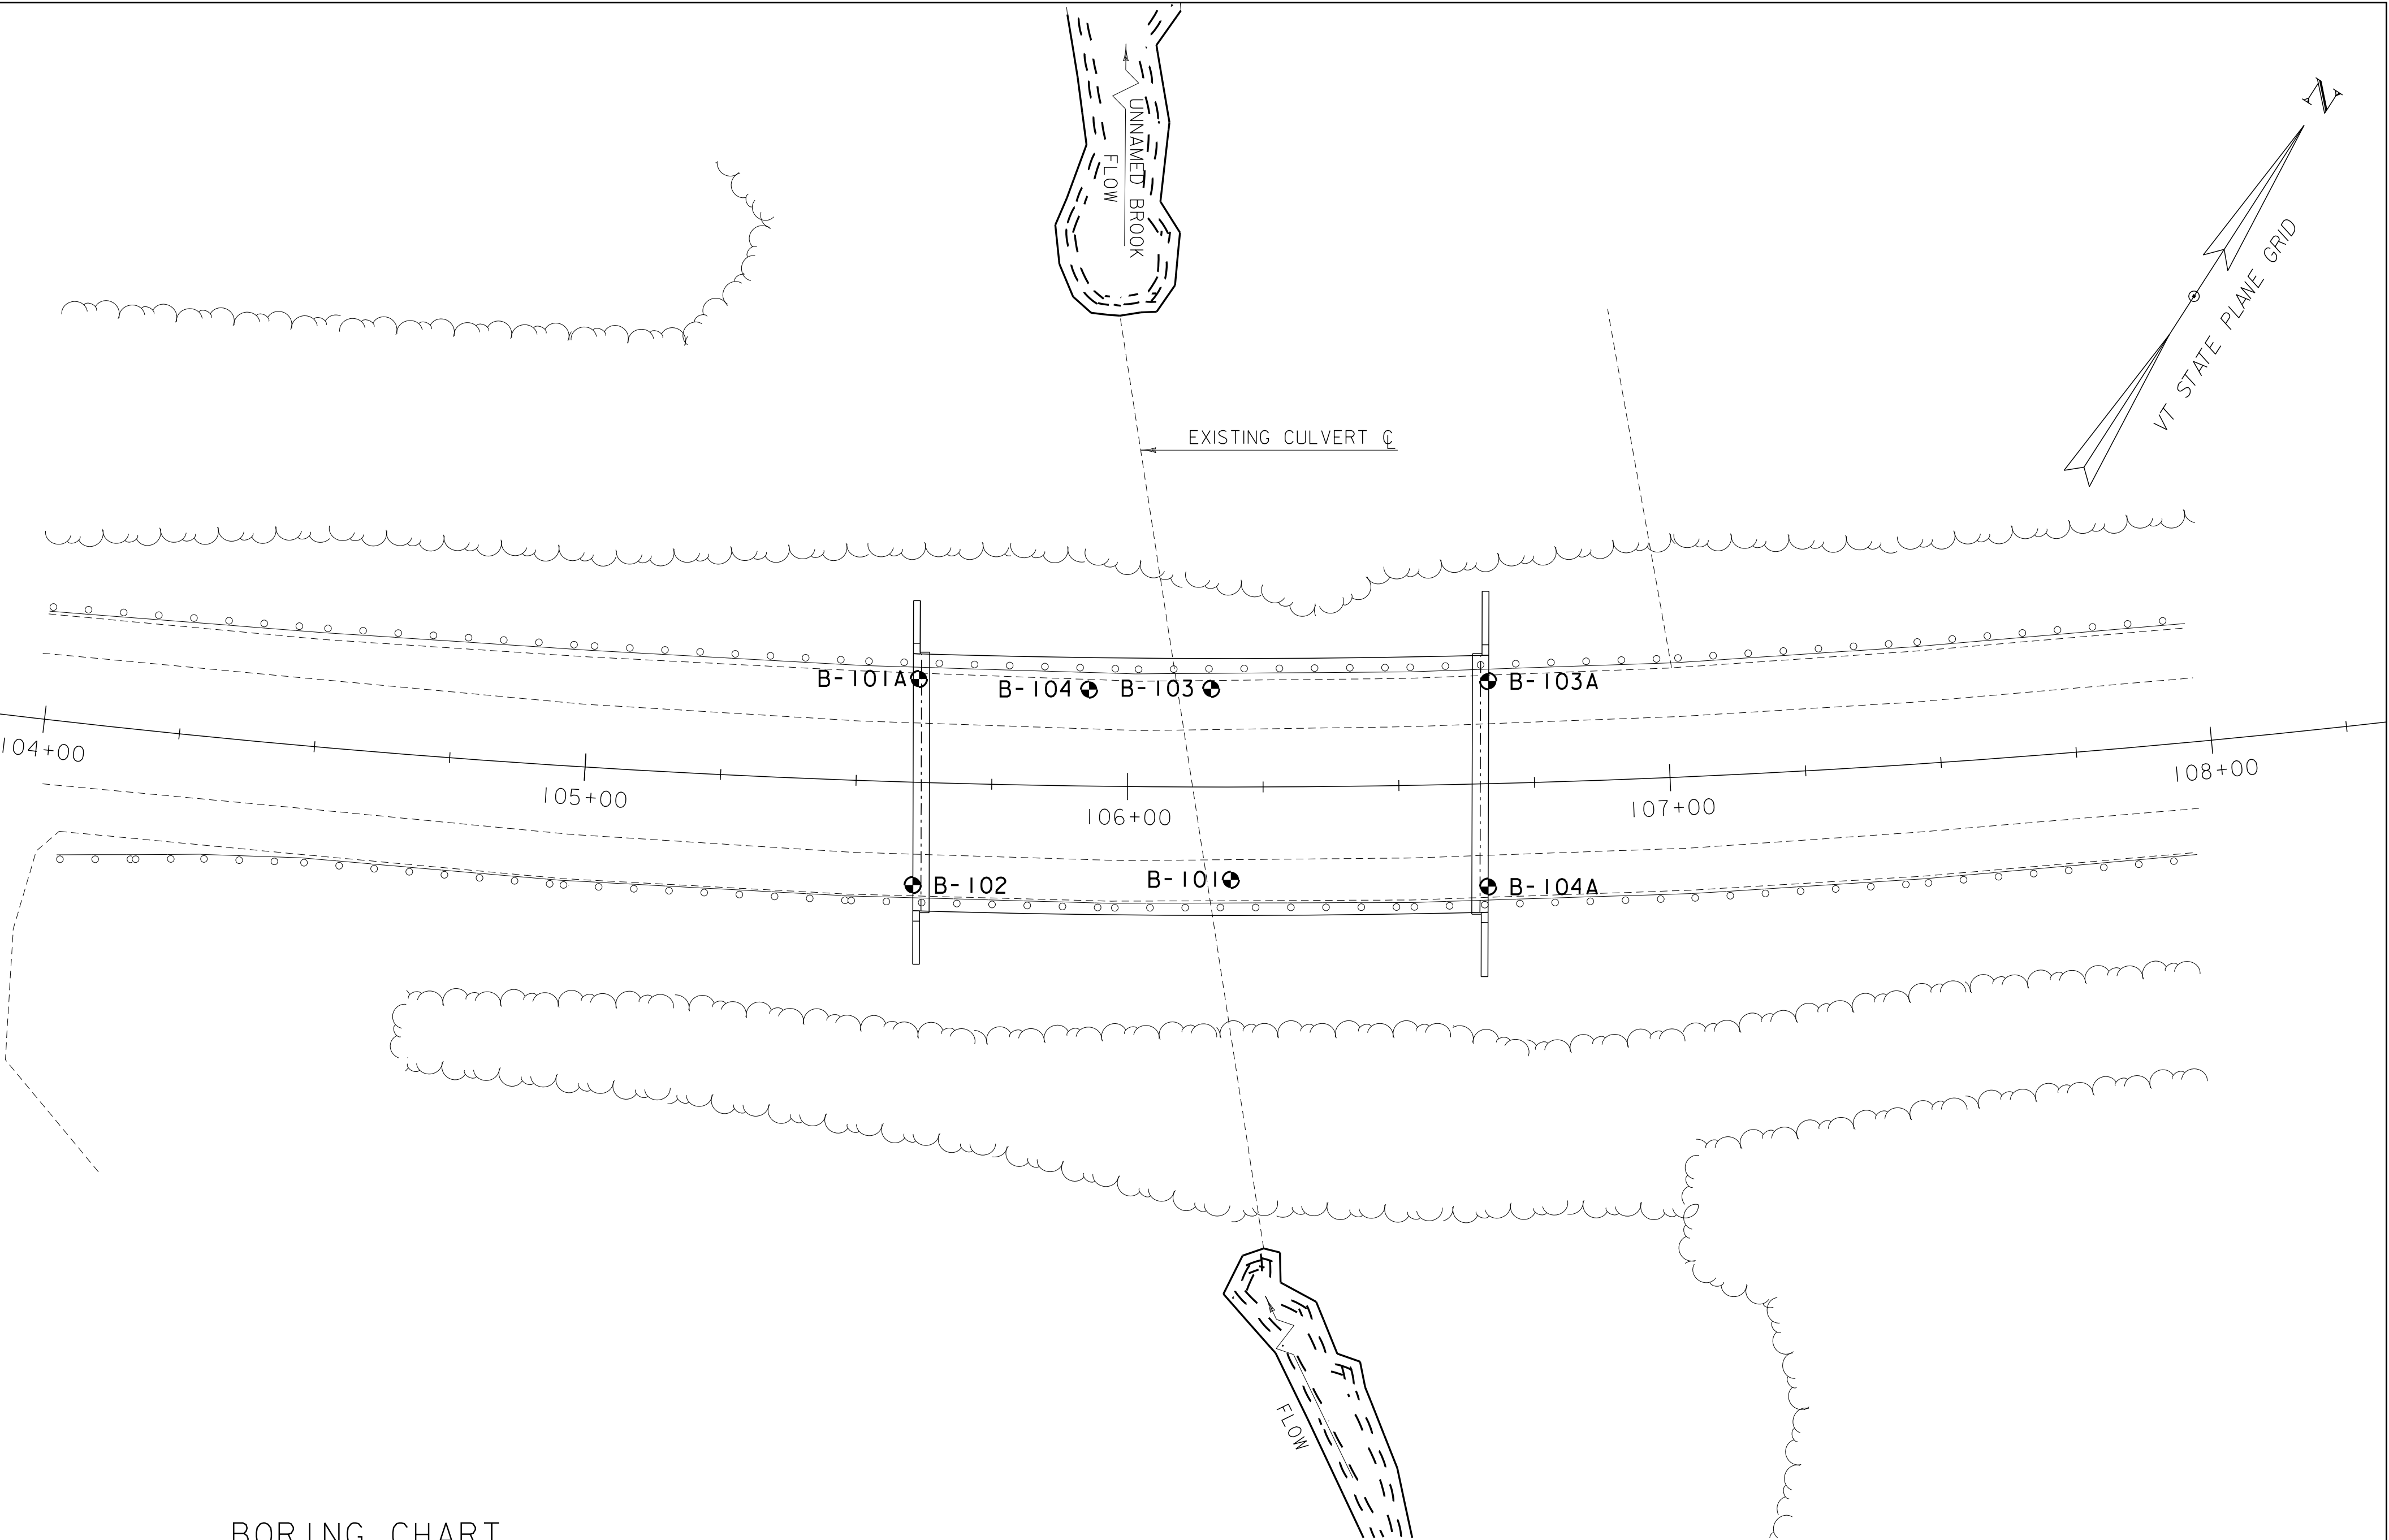 N
UNNAMED BROOK
FLOW
VT STATE PLANE GRID
EXISTING CULVERT ℄
B-101A
B-104
B-103
B-103A
104+00
105+00
106+00
107+00
108+00
B-102
B-101
B-104A
FLOW
BORING CHART